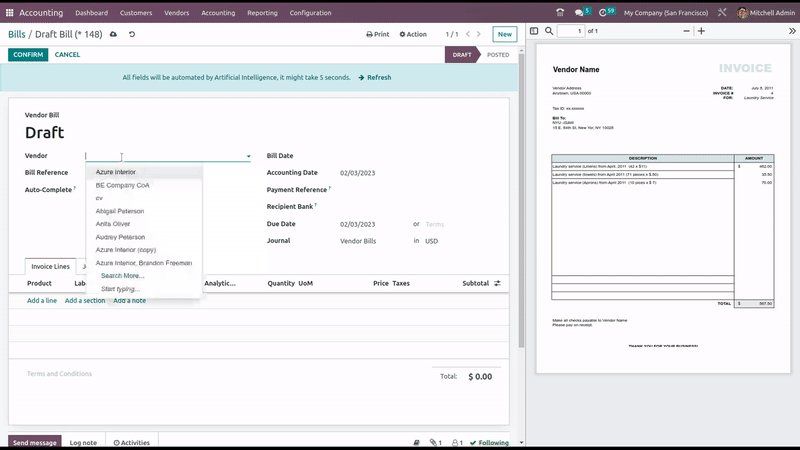 Accounting Dashboard Customers Vendors Accounting Reporting Configuration 5 59 My Company (San Francisco) Mitchell Admin
Bills / Draft Bill (* 148) Print Action 1 / 1 New
CONFIRM CANCEL DRAFT POSTED
All fields will be automated by Artificial Intelligence, it might take 5 seconds. Refresh
Vendor Bill
Draft
Vendor Bill Date
Bill Reference Accounting Date 02/03/2023
Auto-Complete ? Payment Reference ?
Recipient Bank ?
Due Date 02/03/2023 or Terms
Journal Vendor Bills in USD
Azure Interior
BE Company CoA
cv
Abigail Peterson
Anita Oliver
Audrey Peterson
Azure Interior (copy)
Azure Interior, Brandon Freeman
Search More...
Start typing...
Invoice Lines J
Product Lab Analytic... Quantity UoM Price Taxes Subtotal
Add a line Add a section Add a note
Terms and Conditions
Total: $ 0.00
Send message Log note Activities 1 1 Following
1 of 1
Vendor Name INVOICE
Vendor Address
Anytown, USA 00000
DATE: July 8, 2011
INVOICE # 4
FOR: Laundry Service
Tax ID: xx-xxxxxx
Bill To:
15 E. 84th St, New Yor, NY 10028
DESCRIPTION AMOUNT
Laundry service (Linens) from April, 2011 (42 x $11) $ 462.00
Laundry service (towels) from April, 2011 (71 pieces x $.50) 35.50
Laundry service (Aprons) from April, 2011 (10 pieces x $ 7) 70.00
TOTAL $ 567.50
Make all checks payable to Vendor Name
Please pay on receipt.
THANK YOU FOR YOUR BUSINESS!